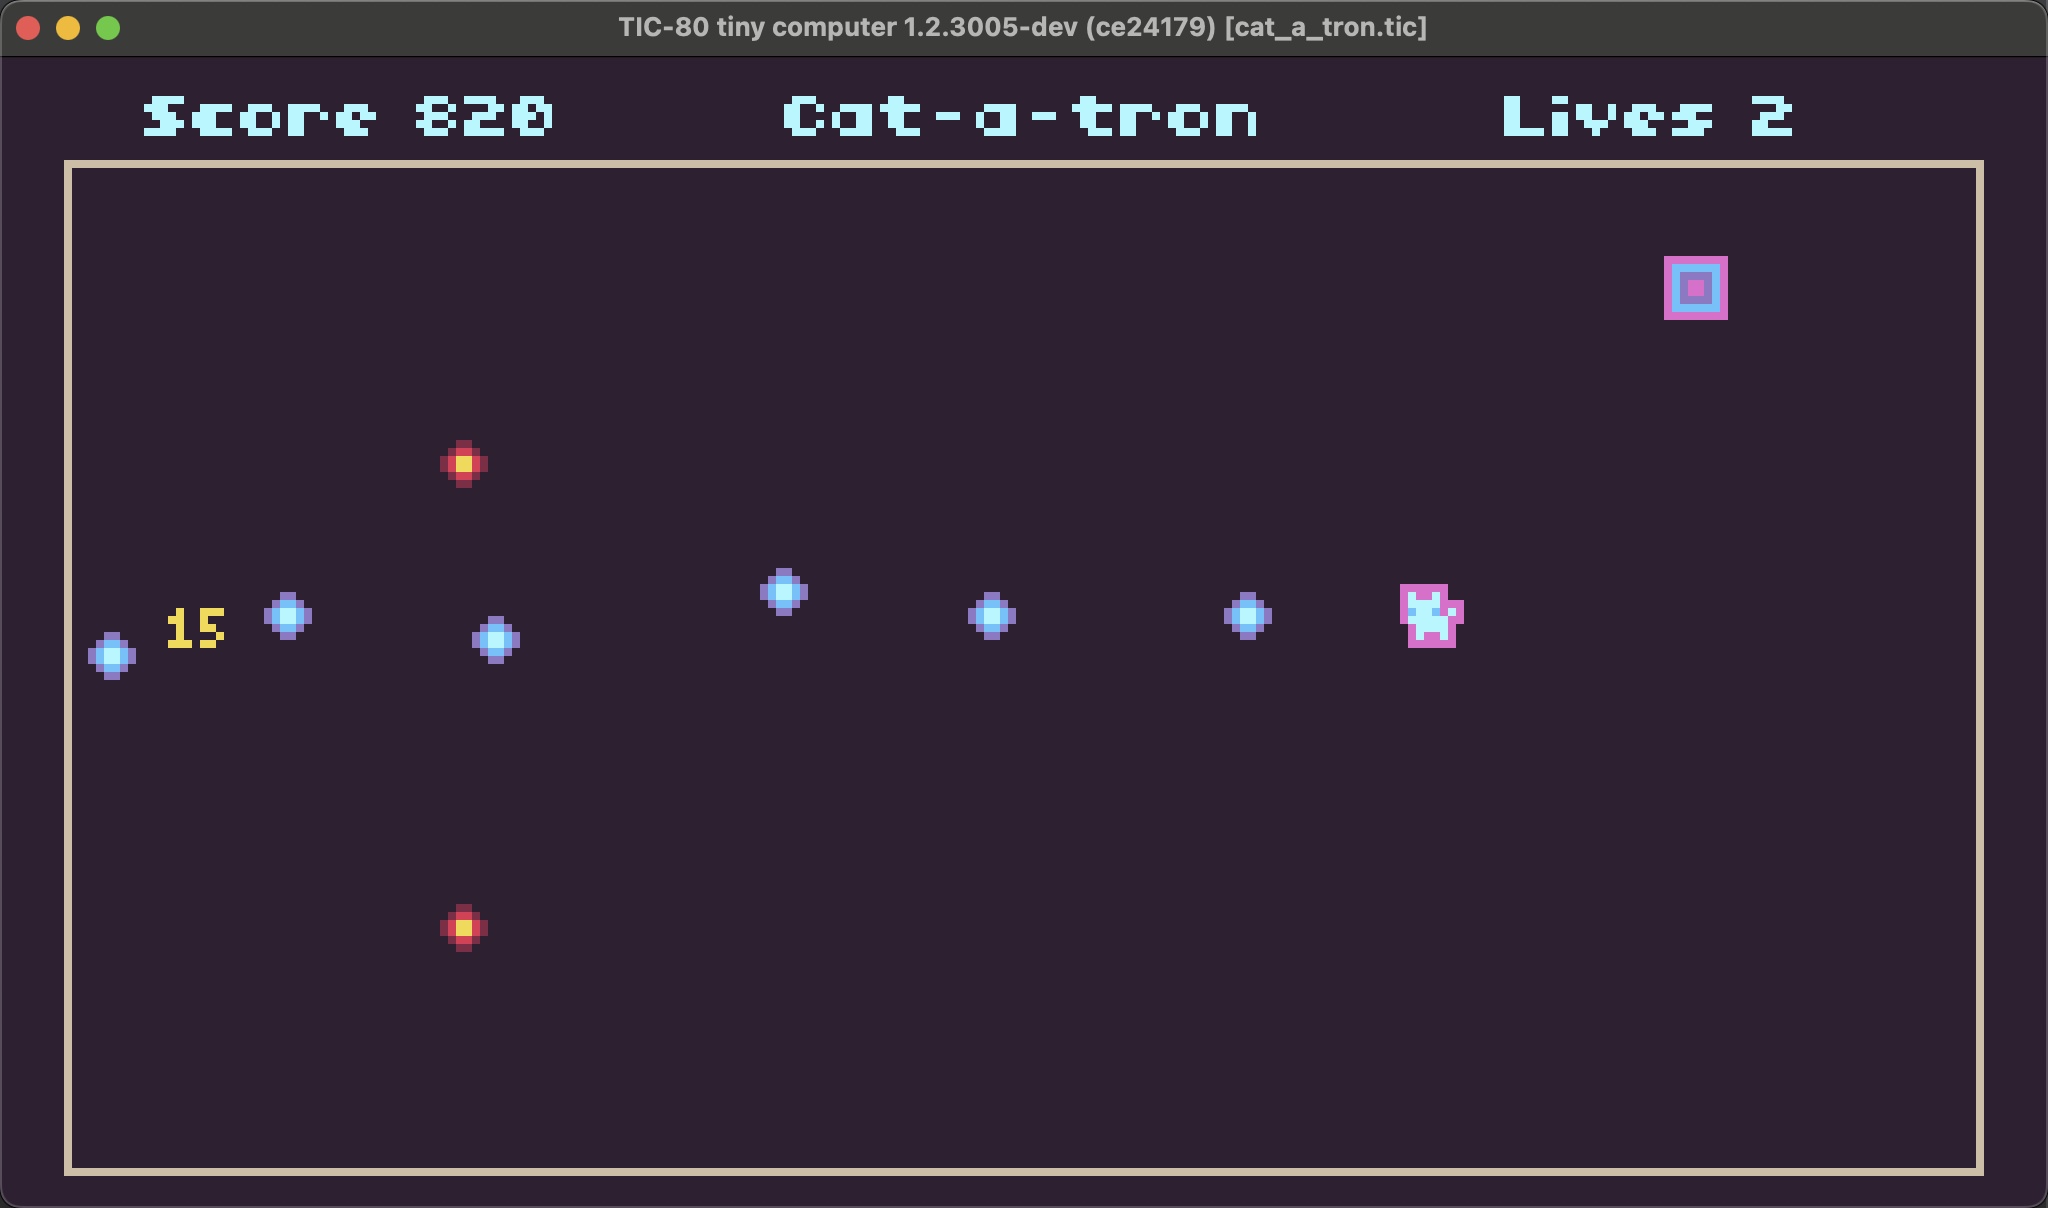 TIC-80 tiny computer 1.2.3005-dev (ce24179) [cat_a_tron.tic]
Score 820 Cat-a-tron Lives 2
15